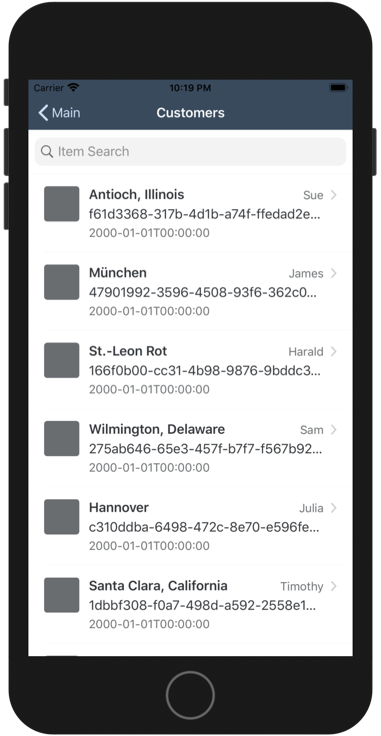 Carrier 10:19 PM
Main Customers
Item Search
Antioch, Illinois Sue
f61d3368-317b-4d1b-a74f-ffedad2e...
2000-01-01T00:00:00
München James
47901992-3596-4508-93f6-362c0...
2000-01-01T00:00:00
St.-Leon Rot Harald
166f0b00-cc31-4b98-9876-9bddc3...
2000-01-01T00:00:00
Wilmington, Delaware Sam
275ab646-65e3-457f-b7f7-f567b92...
2000-01-01T00:00:00
Hannover Julia
c310ddba-6498-472c-8e70-e596fe...
2000-01-01T00:00:00
Santa Clara, California Timothy
1dbbf308-f0a7-498d-a592-2558e1...
2000-01-01T00:00:00